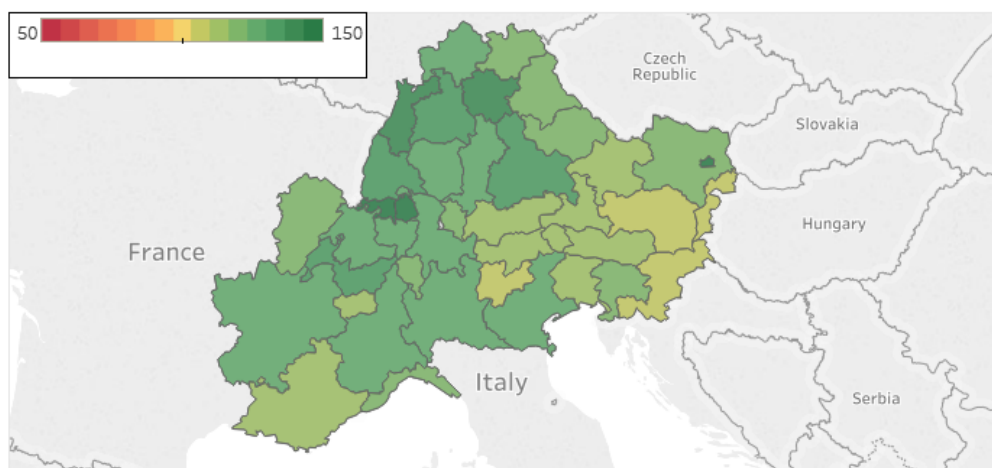 50 150
Czech
Republic
Slovakia
Hungary
France
Italy
Serbia